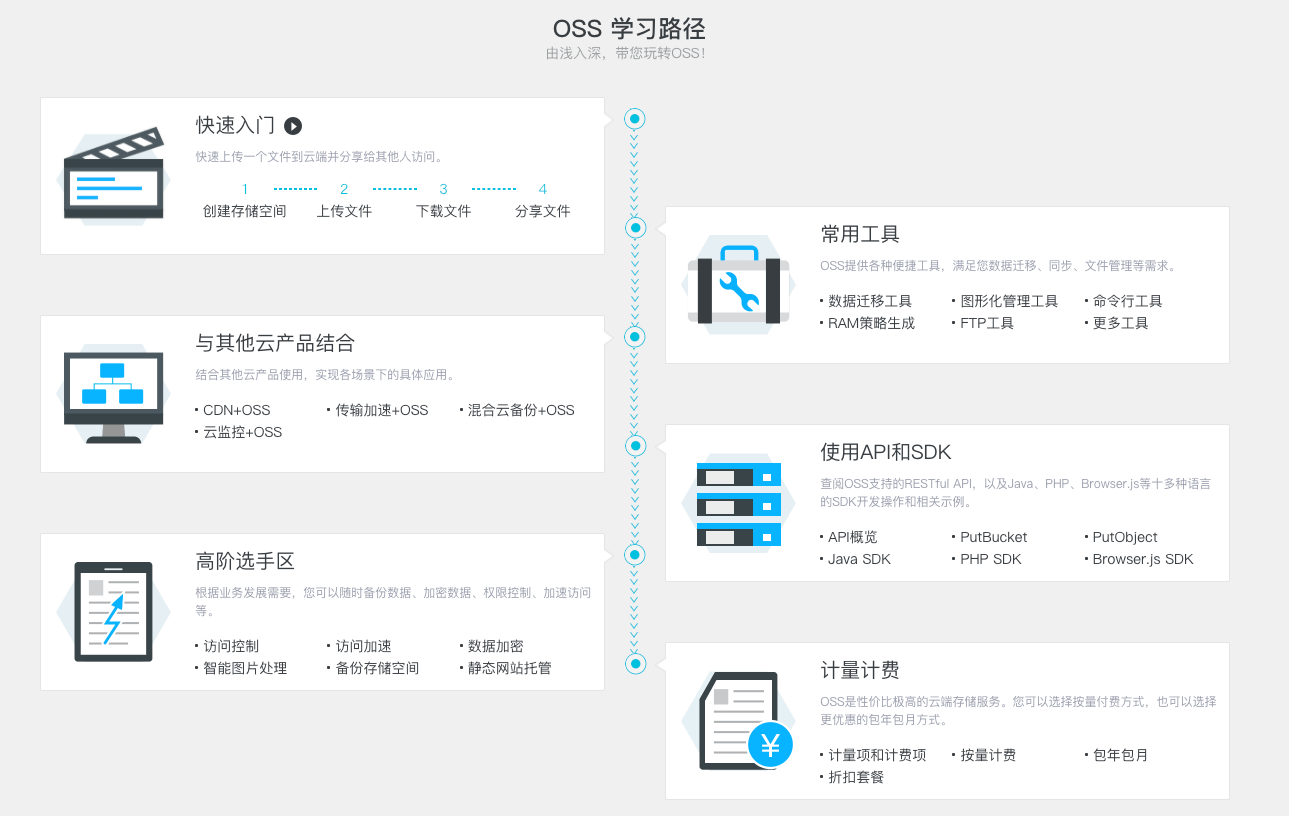 OSS 学习路径
由浅入深，带您玩转OSS！
快速入门
快速上传一个文件到云端并分享给其他人访问。
1 2 3 4
创建存储空间 上传文件 下载文件 分享文件
常用工具
OSS提供各种便捷工具，满足您数据迁移、同步、文件管理等需求。
• 数据迁移工具 • 图形化管理工具 • 命令行工具
• RAM策略生成 • FTP工具 • 更多工具
与其他云产品结合
结合其他云产品使用，实现各场景下的具体应用。
• CDN+OSS • 传输加速+OSS • 混合云备份+OSS
• 云监控+OSS
使用API和SDK
查阅OSS支持的RESTful API，以及Java、PHP、Browser.js等十多种语言
的SDK开发操作和相关示例。
• API概览 • PutBucket • PutObject
• Java SDK • PHP SDK • Browser.js SDK
高阶选手区
根据业务发展需要，您可以随时备份数据、加密数据、权限控制、加速访问
等。
• 访问控制 • 访问加速 • 数据加密
• 智能图片处理 • 备份存储空间 • 静态网站托管
计量计费
OSS是性价比极高的云端存储服务。您可以选择按量付费方式，也可以选择
更优惠的包年包月方式。
¥
• 计量项和计费项 • 按量计费 • 包年包月
• 折扣套餐